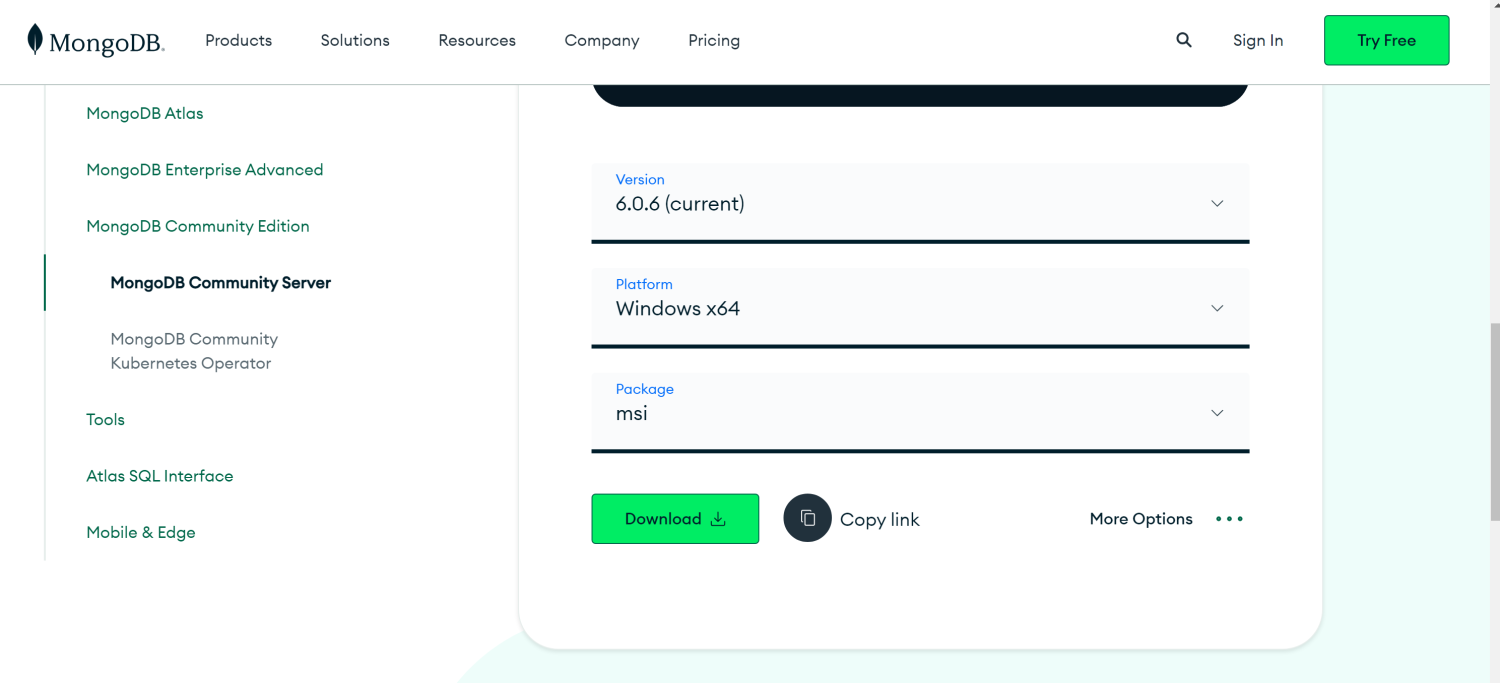 MongoDB.
Products Solutions Resources Company Pricing Sign In Try Free
MongoDB Atlas
MongoDB Enterprise Advanced
MongoDB Community Edition
MongoDB Community Server
MongoDB Community
Kubernetes Operator
Tools
Atlas SQL Interface
Mobile & Edge
Version
6.0.6 (current)
Platform
Windows x64
Package
msi
Download Copy link More Options